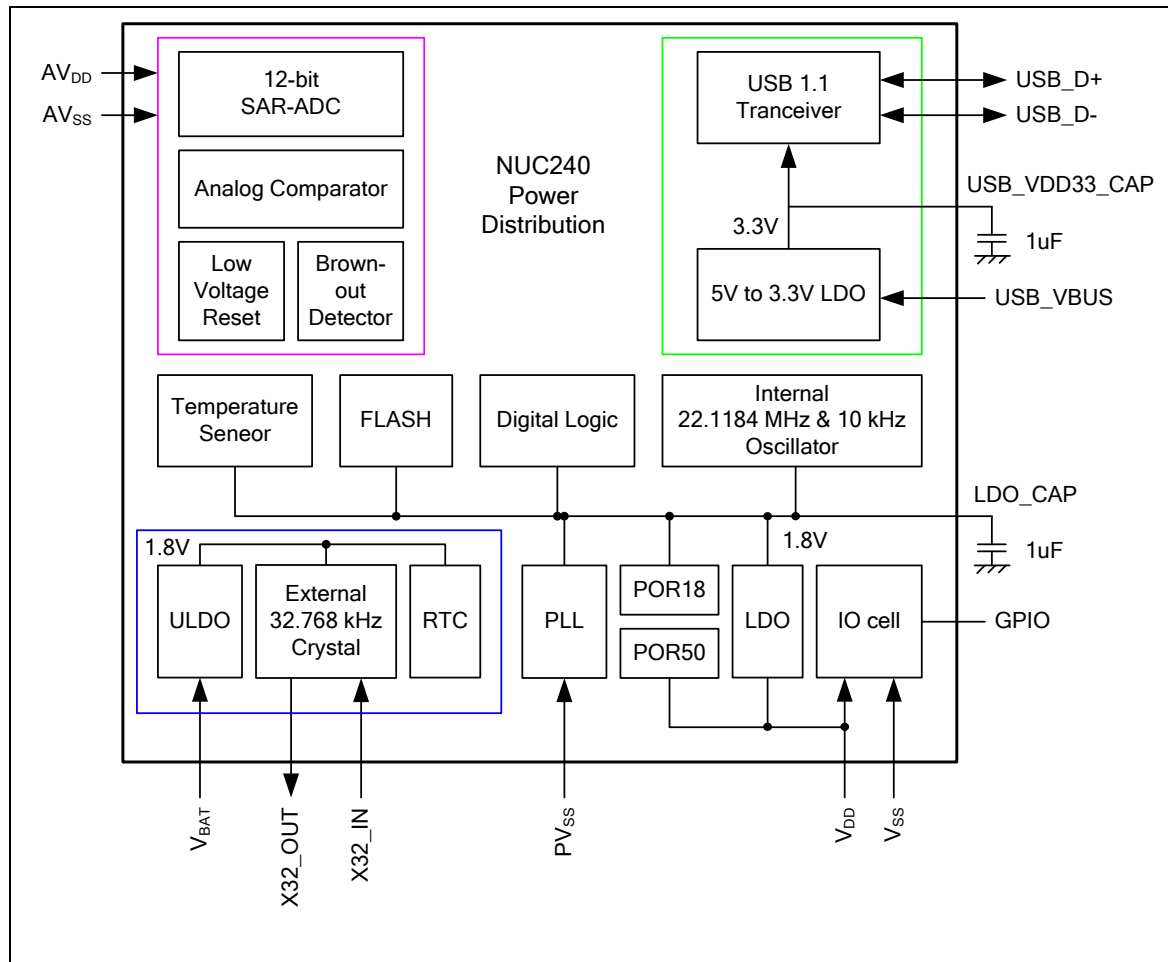 AVDD
AVSS
12-bit
SAR-ADC
Analog Comparator
Low
Voltage
Reset
Brown-
out
Detector
NUC240
Power
Distribution
USB 1.1
Tranceiver
3.3V
5V to 3.3V LDO
USB_D+
USB_D-
USB_VDD33_CAP
1uF
USB_VBUS
Temperature
Seneor
FLASH
Digital Logic
Internal
22.1184 MHz & 10 kHz
Oscillator
LDO_CAP
1uF
1.8V
ULDO
External
32.768 kHz
Crystal
RTC
PLL
POR18
POR50
1.8V
LDO
IO cell
GPIO
VBAT
X32_OUT
X32_IN
PVSS
VDD
VSS